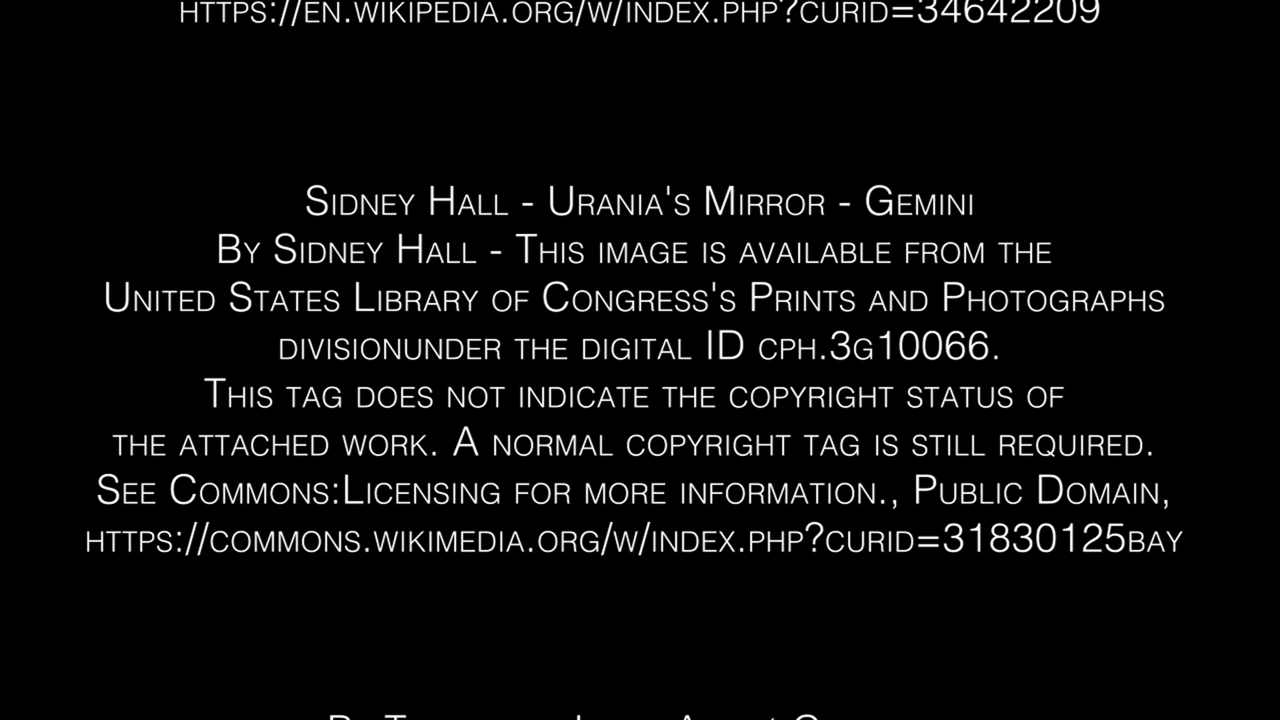 https://en.wikipedia.org/w/index.php?curid=34642209
Sidney Hall - Urania's Mirror - Gemini
By Sidney Hall - This image is available from the
United States Library of Congress's Prints and Photographs
divisionunder the digital ID cph.3g10066.
This tag does not indicate the copyright status of
the attached work. A normal copyright tag is still required.
See Commons:Licensing for more information., Public Domain,
https://commons.wikimedia.org/w/index.php?curid=31830125bay